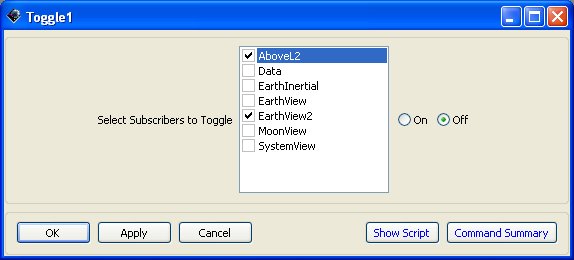 Toggle1
AboveL2
Data
EarthInertial
EarthView
Select Subscribers to Toggle EarthView2 On Off
MoonView
SystemView
OK Apply Cancel Show Script Command Summary